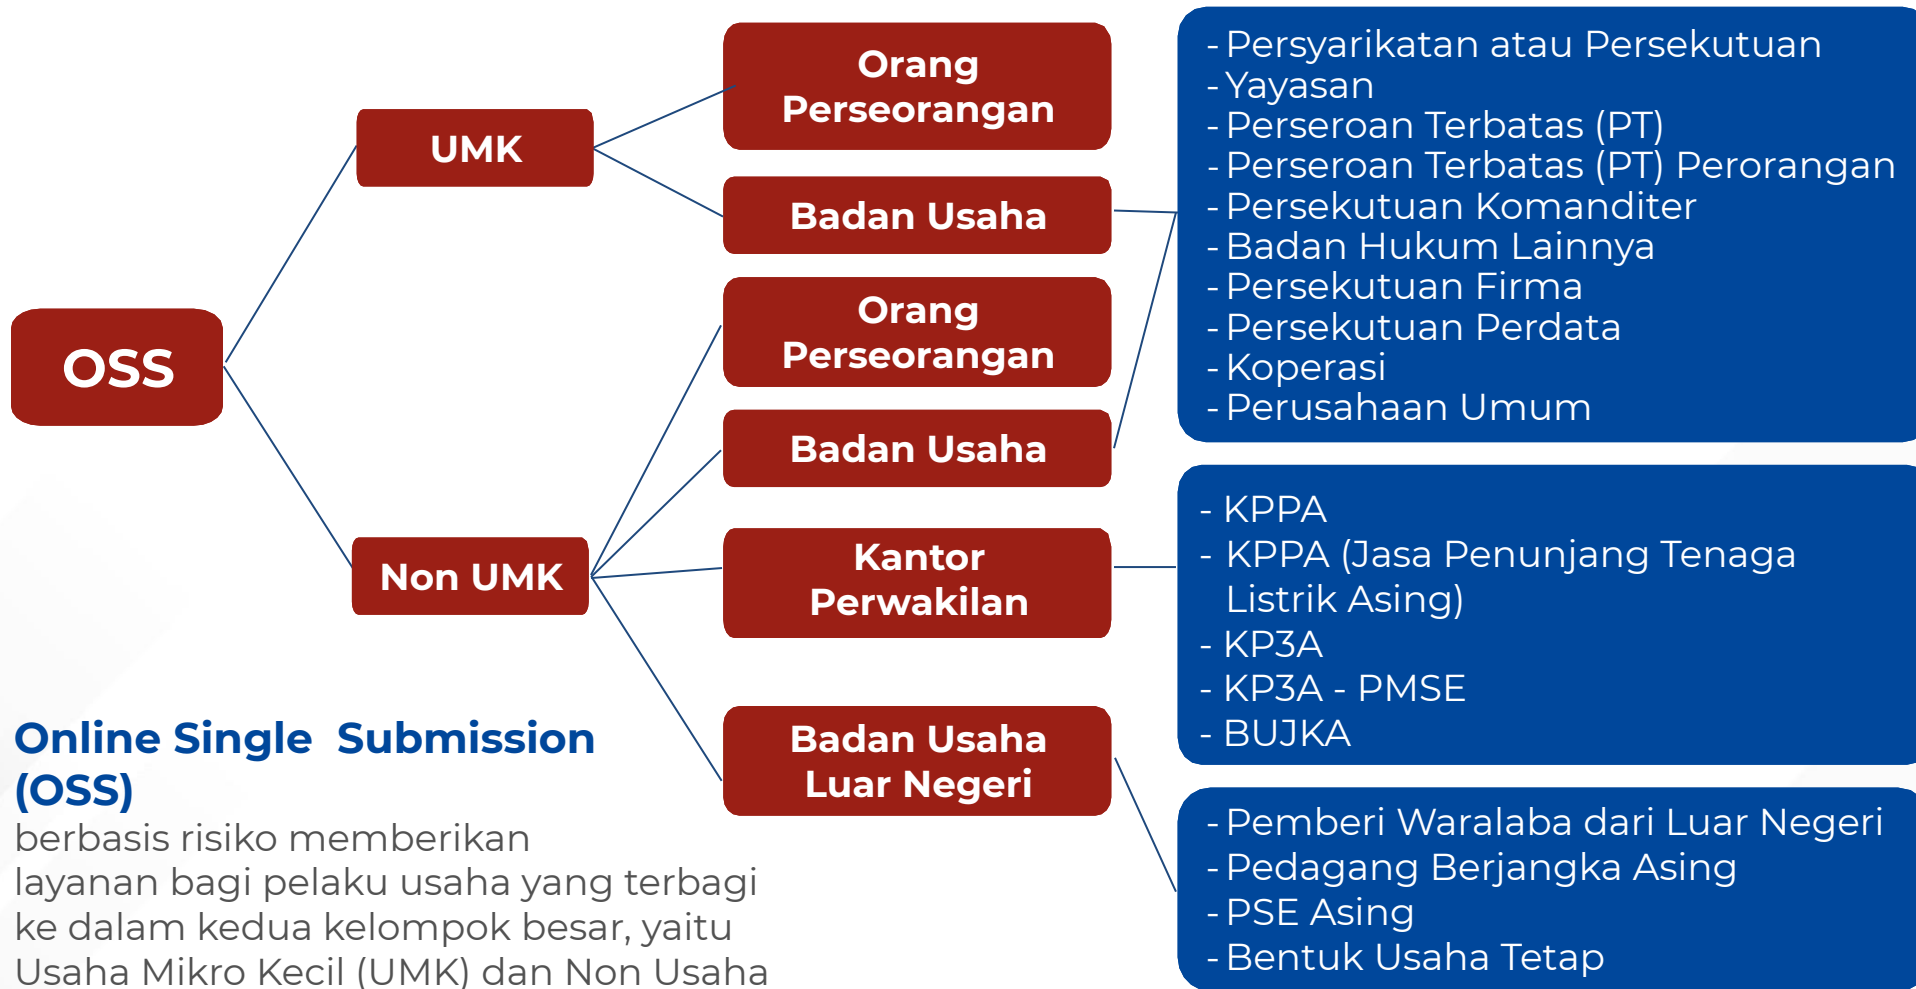 OSS
UMK
Non UMK
Orang
Perseorangan
Badan Usaha
Orang
Perseorangan
Badan Usaha
Kantor
Perwakilan
Badan Usaha
Luar Negeri
- Persyarikatan atau Persekutuan
- Yayasan
- Perseroan Terbatas (PT)
- Perseroan Terbatas (PT) Perorangan
- Persekutuan Komanditer
- Badan Hukum Lainnya
- Persekutuan Firma
- Persekutuan Perdata
- Koperasi
- Perusahaan Umum
- KPPA
- KPPA (Jasa Penunjang Tenaga
Listrik Asing)
- KP3A
- KP3A - PMSE
- BUJKA
- Pemberi Waralaba dari Luar Negeri
- Pedagang Berjangka Asing
- PSE Asing
- Bentuk Usaha Tetap
Online Single Submission
(OSS)
berbasis risiko memberikan
layanan bagi pelaku usaha yang terbagi
ke dalam kedua kelompok besar, yaitu
Usaha Mikro Kecil (UMK) dan Non Usaha